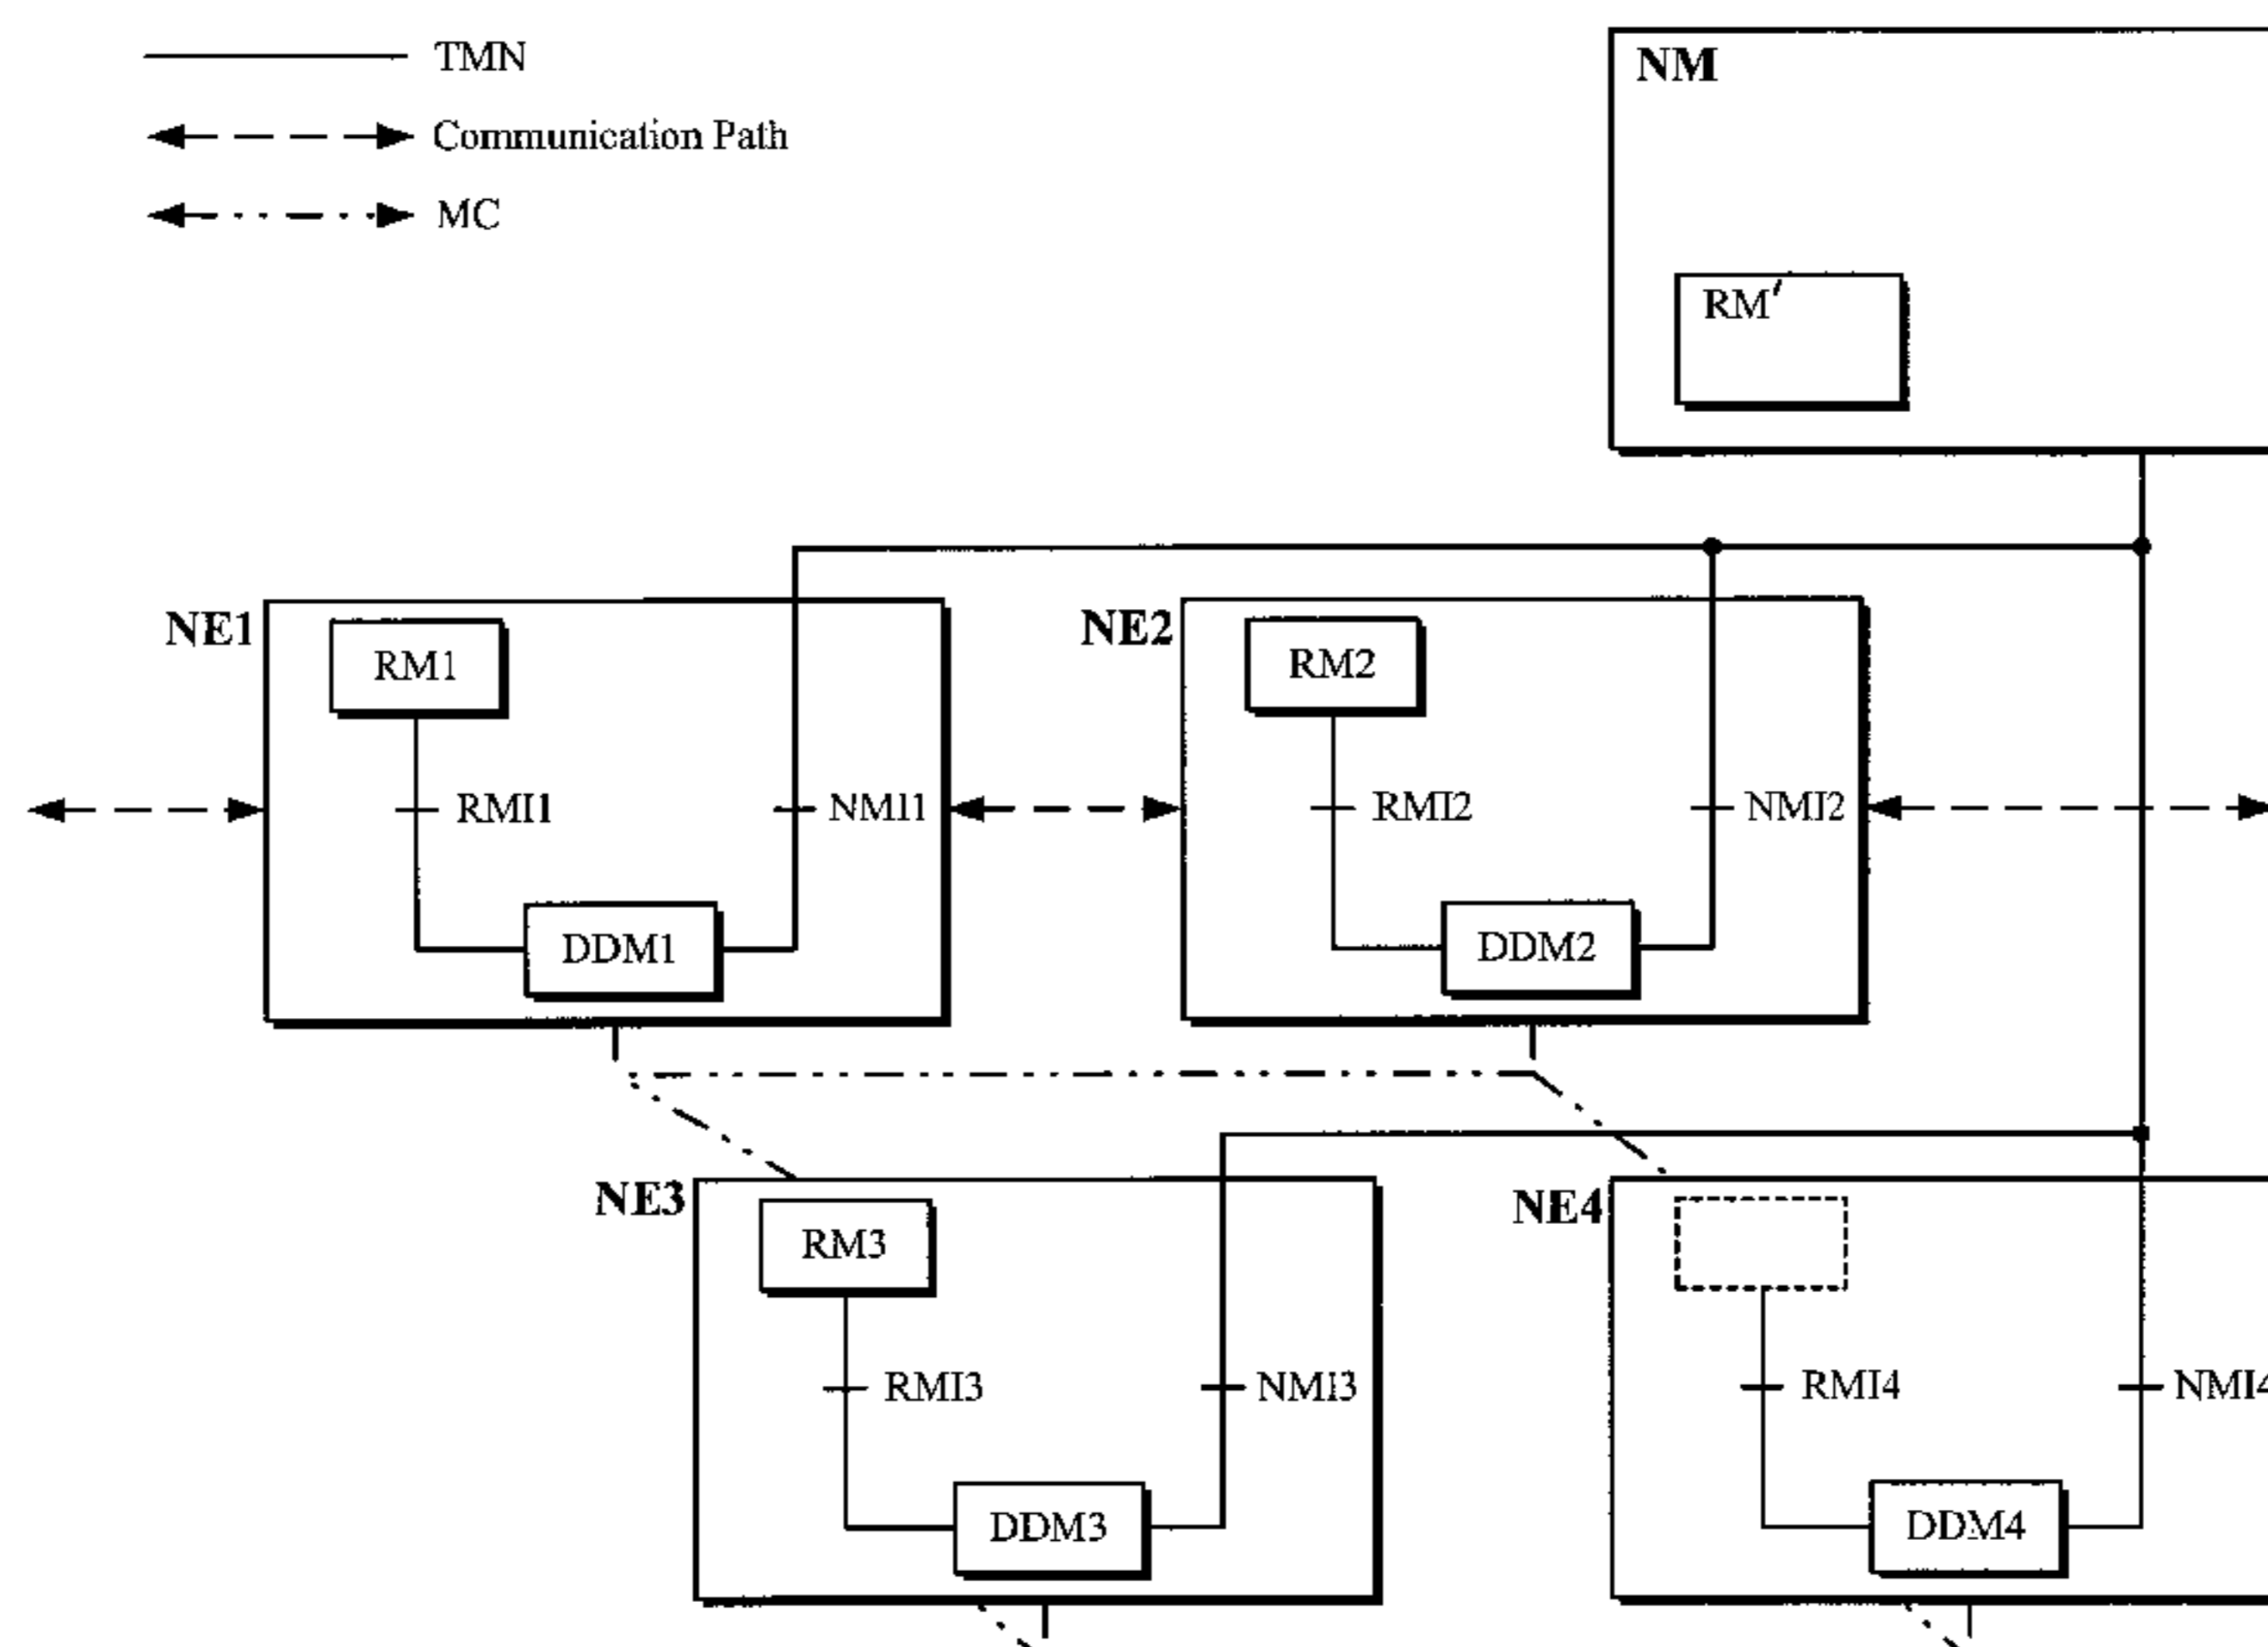 TMN
Communication Path
MC
NM
RM′
NE1
RM1
RMI1
NMI1
DDM1
NE2
RM2
RMI2
NMI2
DDM2
NE3
RM3
RMI3
NMI3
DDM3
NE4
RMI4
NMI4
DDM4